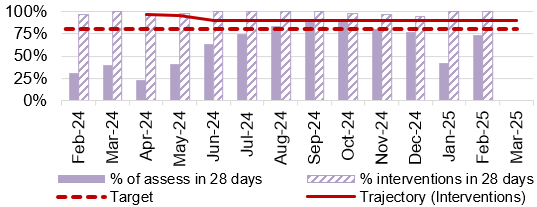 100%
75%
50%
25%
0%
Feb-24
Mar-24
Apr-24
May-24
Jun-24
Jul-24
Aug-24
Sep-24
Oct-24
Nov-24
Dec-24
Jan-25
Feb-25
Mar-25
% of assess in 28 days
% interventions in 28 days
Target
Trajectory (Interventions)